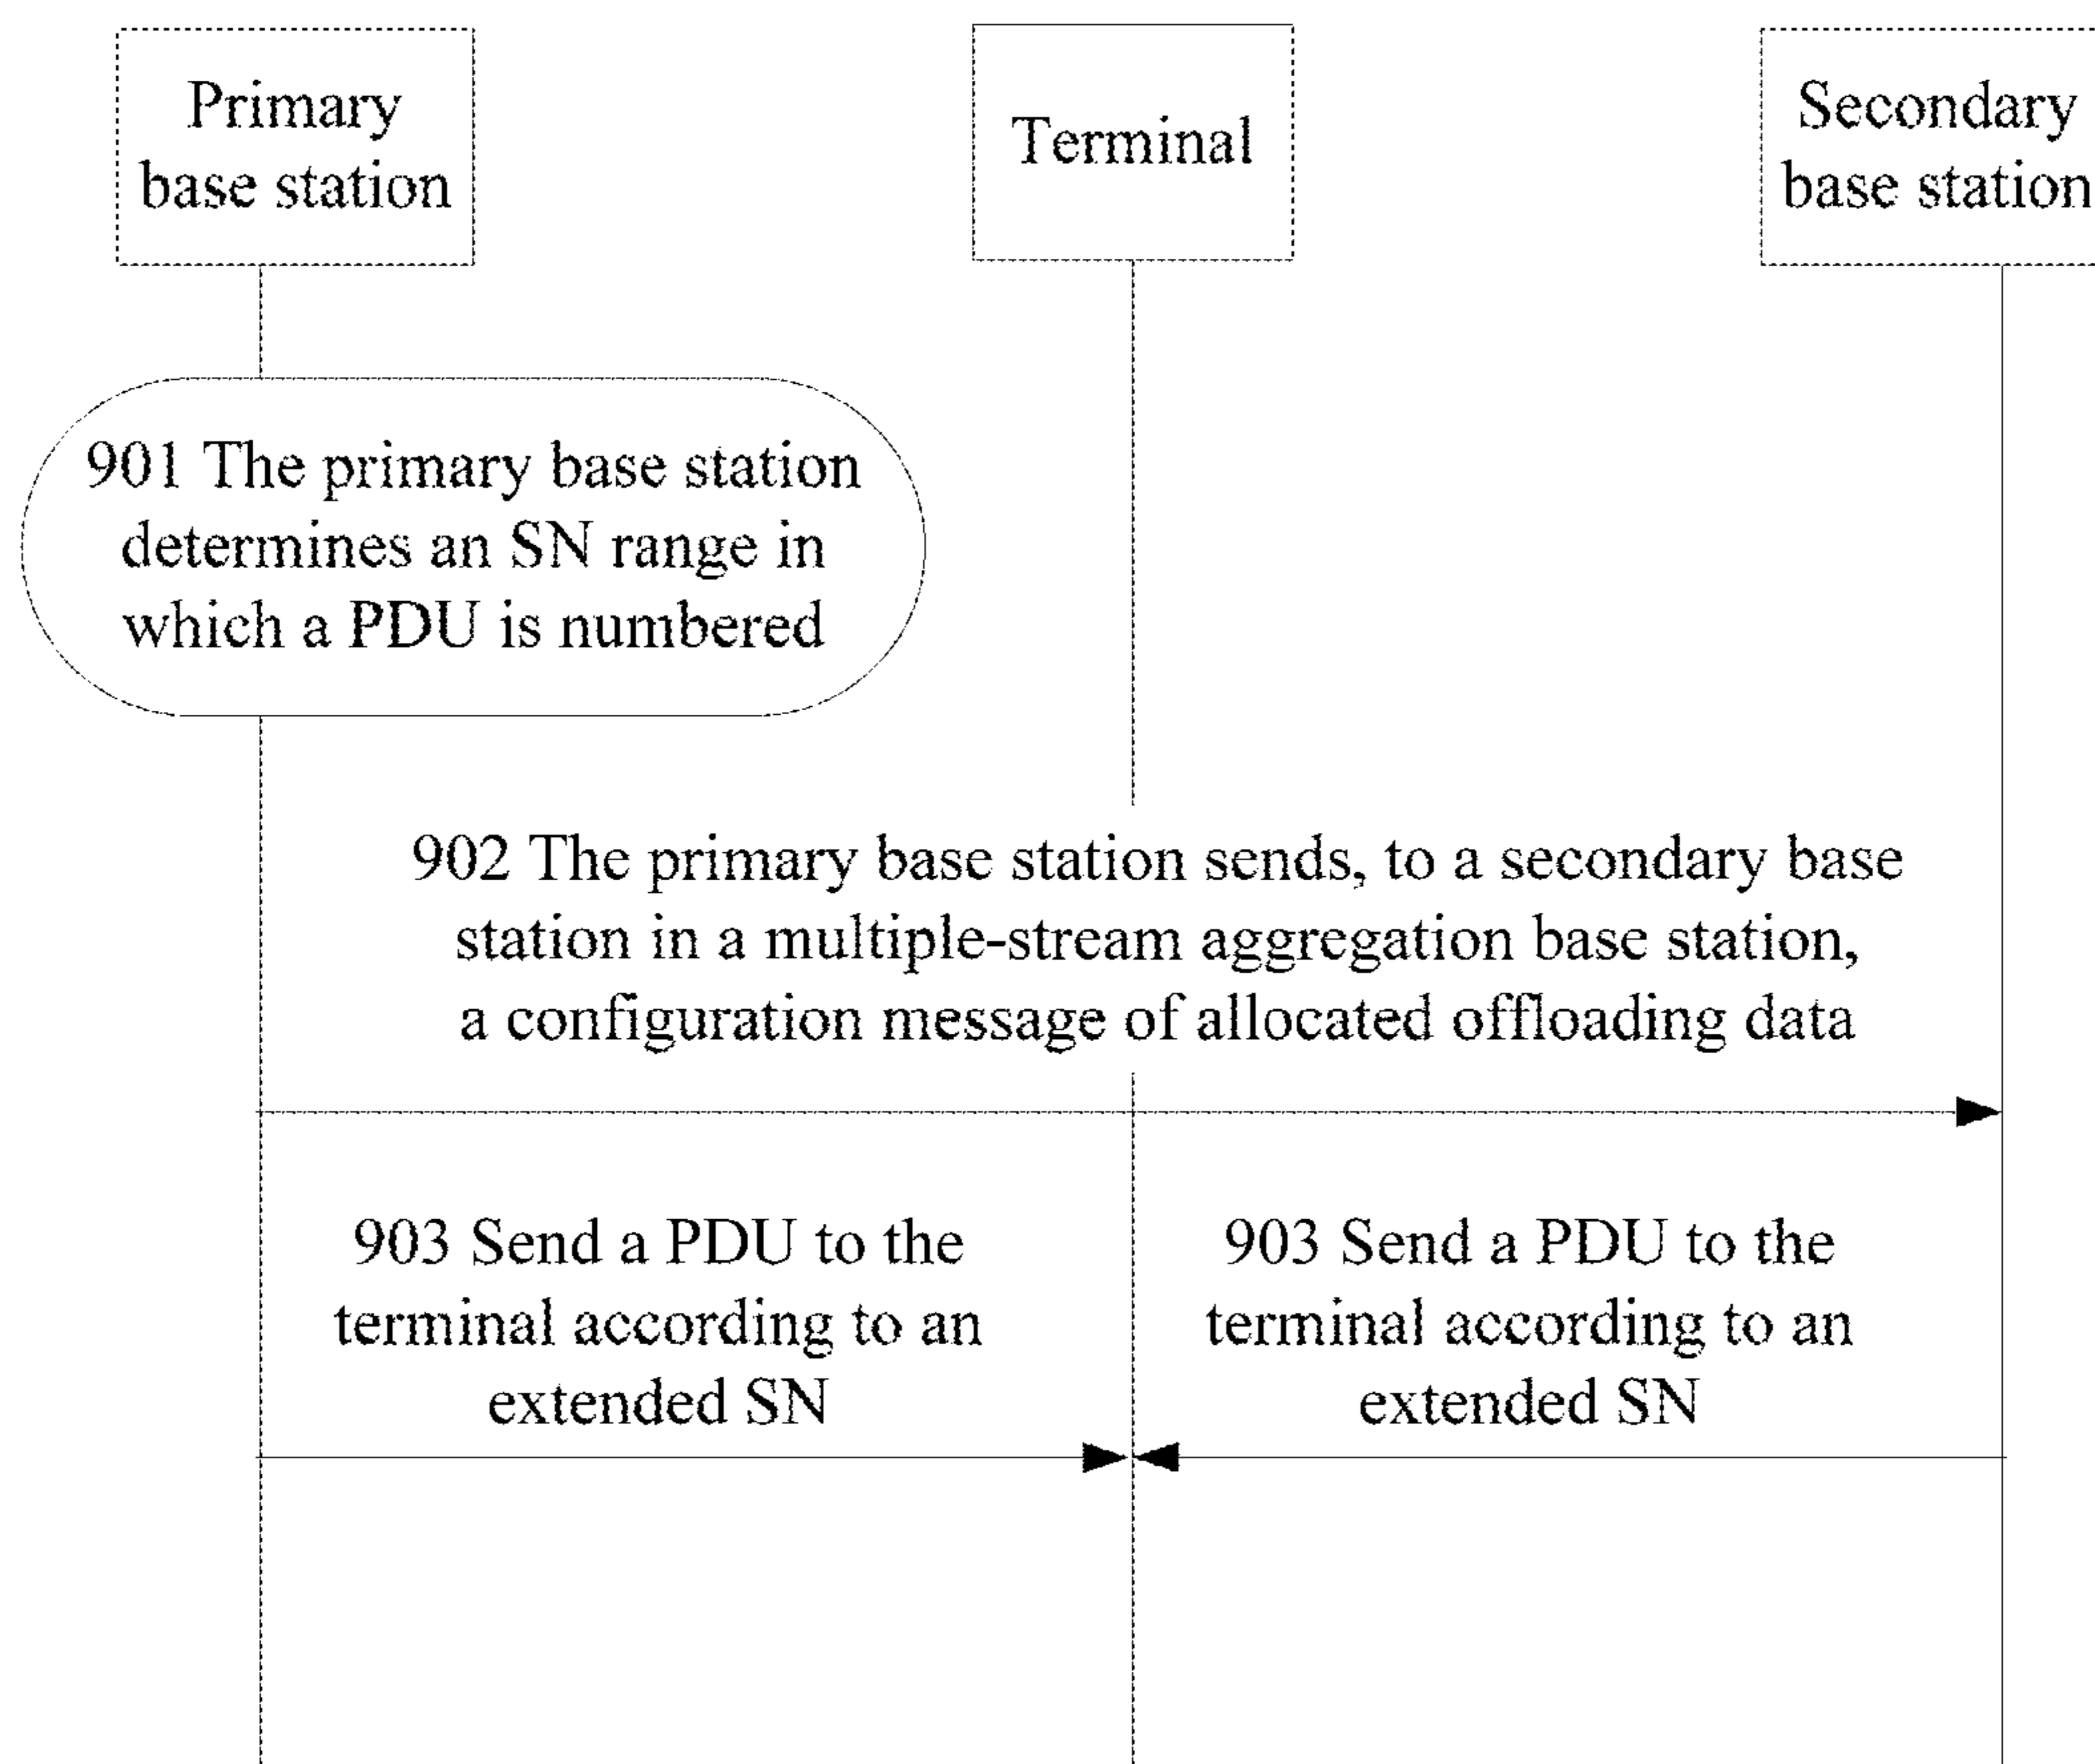 Primary
base station
Terminal
Secondary
base station
901 The primary base station
determines an SN range in
which a PDU is numbered
902 The primary base station sends, to a secondary base
station in a multiple-stream aggregation base station,
a configuration message of allocated offloading data
903 Send a PDU to the
terminal according to an
extended SN
903 Send a PDU to the
terminal according to an
extended SN